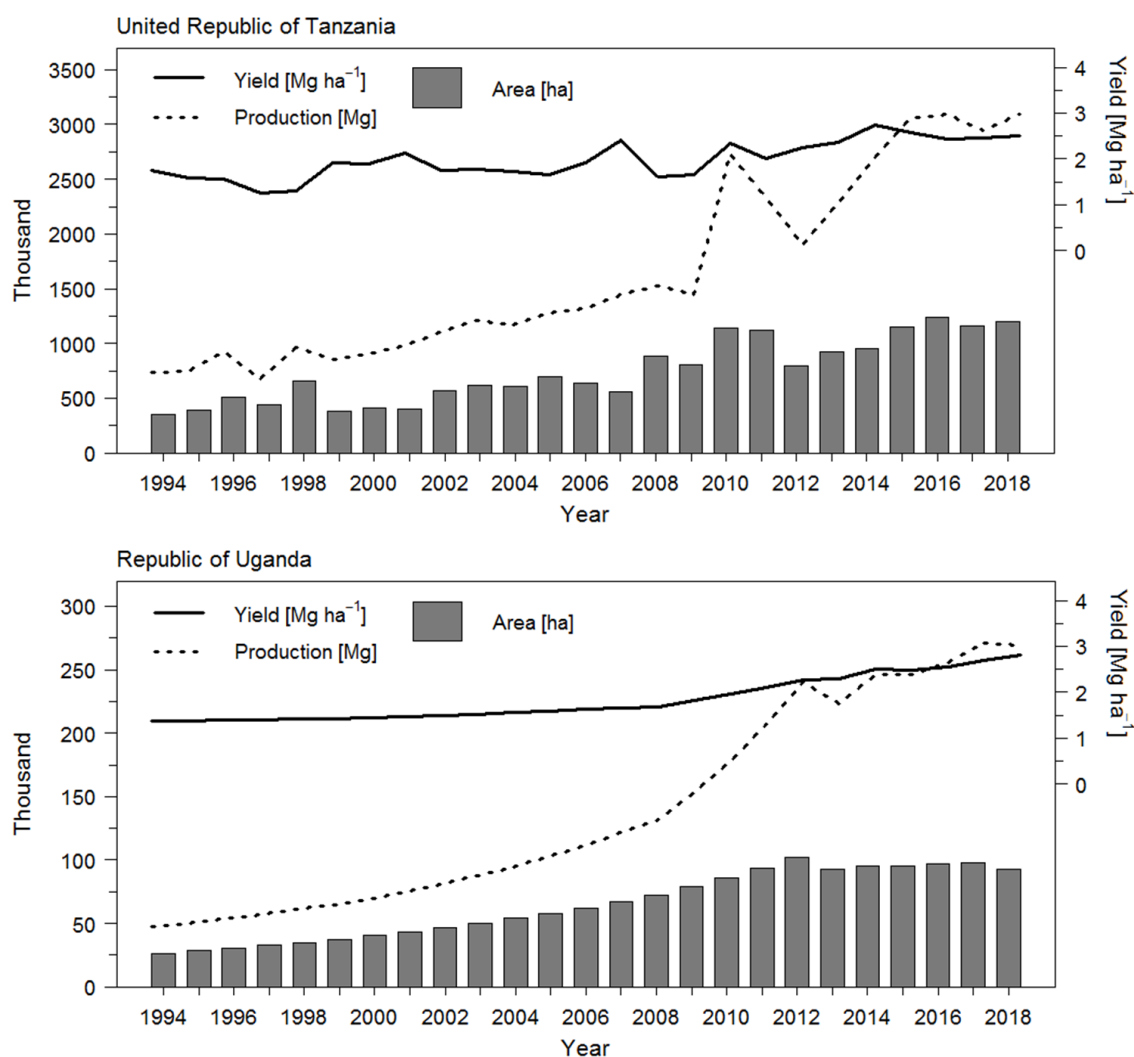 United Republic of Tanzania
3500
3000
2500
2000
1500
1000
500
0
Thousand
Yield [Mg ha⁻¹]
Production [Mg]
Area [ha]
4
3
2
1
0
Yield [Mg ha⁻¹]
1994 1996 1998 2000 2002 2004 2006 2008 2010 2012 2014 2016 2018
Year
Republic of Uganda
300
250
200
150
100
50
0
Thousand
Yield [Mg ha⁻¹]
Production [Mg]
Area [ha]
4
3
2
1
0
Yield [Mg ha⁻¹]
1994 1996 1998 2000 2002 2004 2006 2008 2010 2012 2014 2016 2018
Year